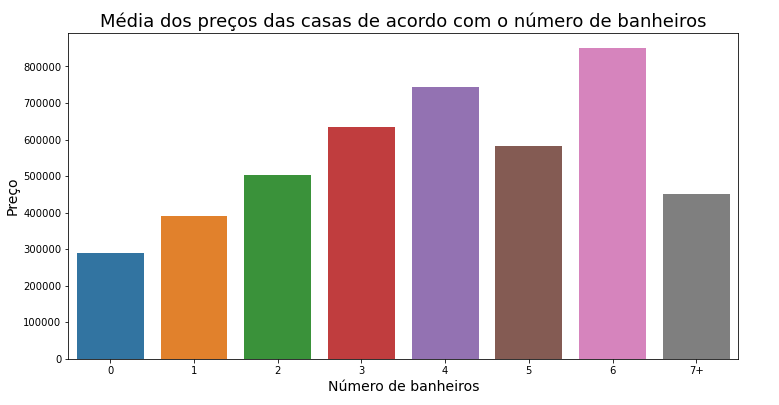 Média dos preços das casas de acordo com o número de banheiros
800000
700000
600000
500000
400000
300000
200000
100000
0
Preço
0 1 2 3 4 5 6 7+
Número de banheiros